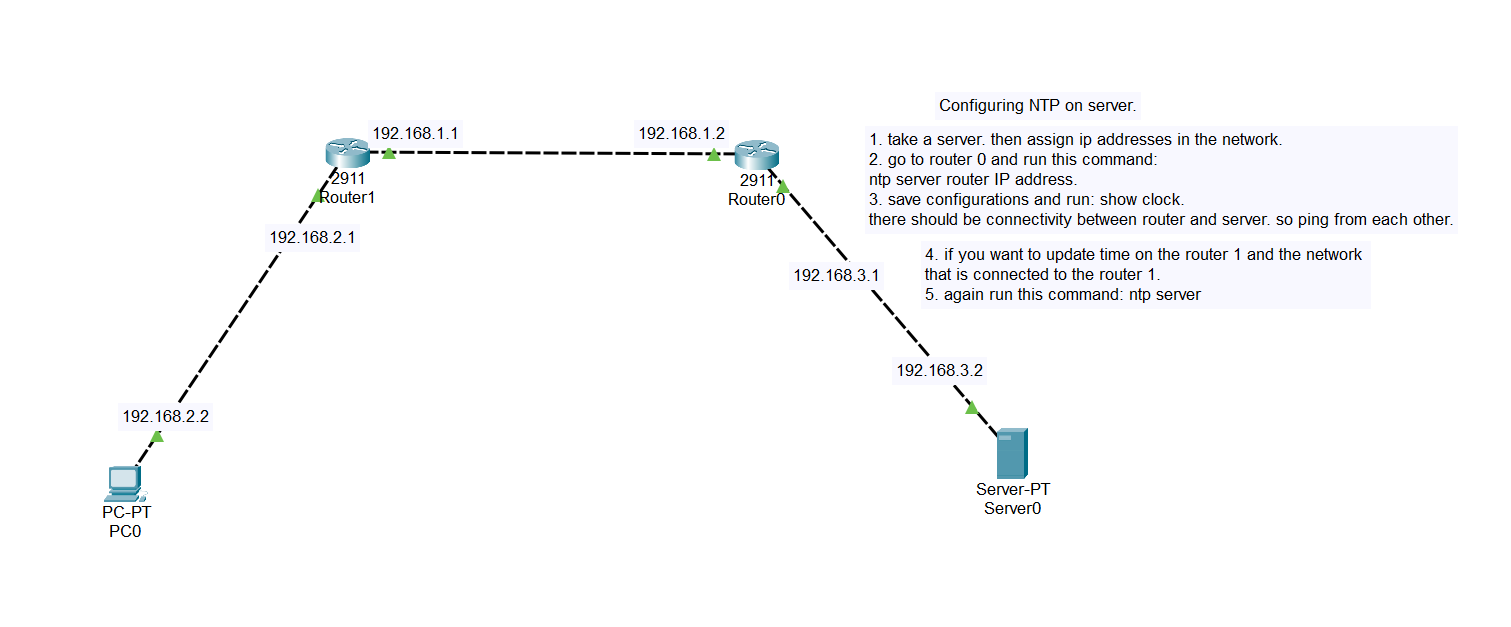 Configuring NTP on server.
192.168.1.1
192.168.1.2
1. take a server. then assign ip addresses in the network.
2. go to router 0 and run this command:
ntp server router IP address.
3. save configurations and run: show clock.
there should be connectivity between router and server. so ping from each other.
2911
Router1
2911
Router0
192.168.2.1
4. if you want to update time on the router 1 and the network
that is connected to the router 1.
5. again run this command: ntp server
192.168.3.1
192.168.3.2
192.168.2.2
PC-PT
PC0
Server-PT
Server0